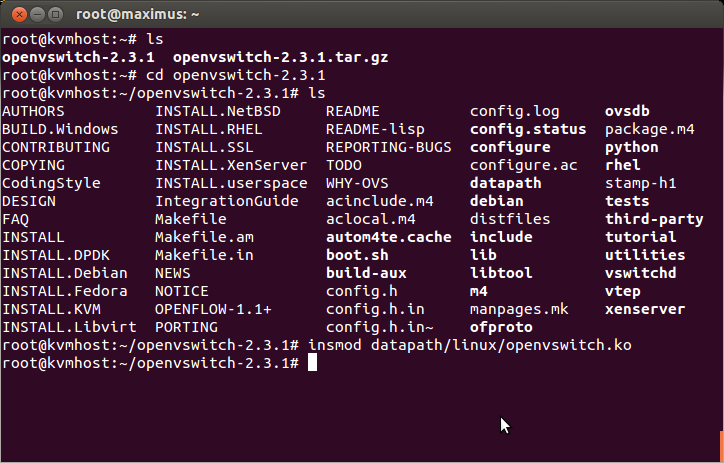 root@maximus: ~
root@kvmhost:~# ls
openvswitch-2.3.1  openvswitch-2.3.1.tar.gz
root@kvmhost:~# cd openvswitch-2.3.1
root@kvmhost:~/openvswitch-2.3.1# ls
AUTHORS          INSTALL.NetBSD     README          config.log     ovsdb
BUILD.Windows    INSTALL.RHEL       README-lisp     config.status  package.m4
CONTRIBUTING     INSTALL.SSL        REPORTING-BUGS  configure      python
COPYING          INSTALL.XenServer  TODO            configure.ac   rhel
CodingStyle      INSTALL.userspace  WHY-OVS         datapath       stamp-h1
DESIGN           IntegrationGuide   acinclude.m4    debian         tests
FAQ              Makefile           aclocal.m4      distfiles      third-party
INSTALL          Makefile.am        autom4te.cache  include        tutorial
INSTALL.DPDK     Makefile.in        boot.sh         lib            utilities
INSTALL.Debian   NEWS               build-aux       libtool        vswitchd
INSTALL.Fedora   NOTICE             config.h        m4             vtep
INSTALL.KVM      OPENFLOW-1.1+      config.h.in     manpages.mk    xenserver
INSTALL.Libvirt  PORTING            config.h.in~    ofproto
root@kvmhost:~/openvswitch-2.3.1# insmod datapath/linux/openvswitch.ko
root@kvmhost:~/openvswitch-2.3.1#